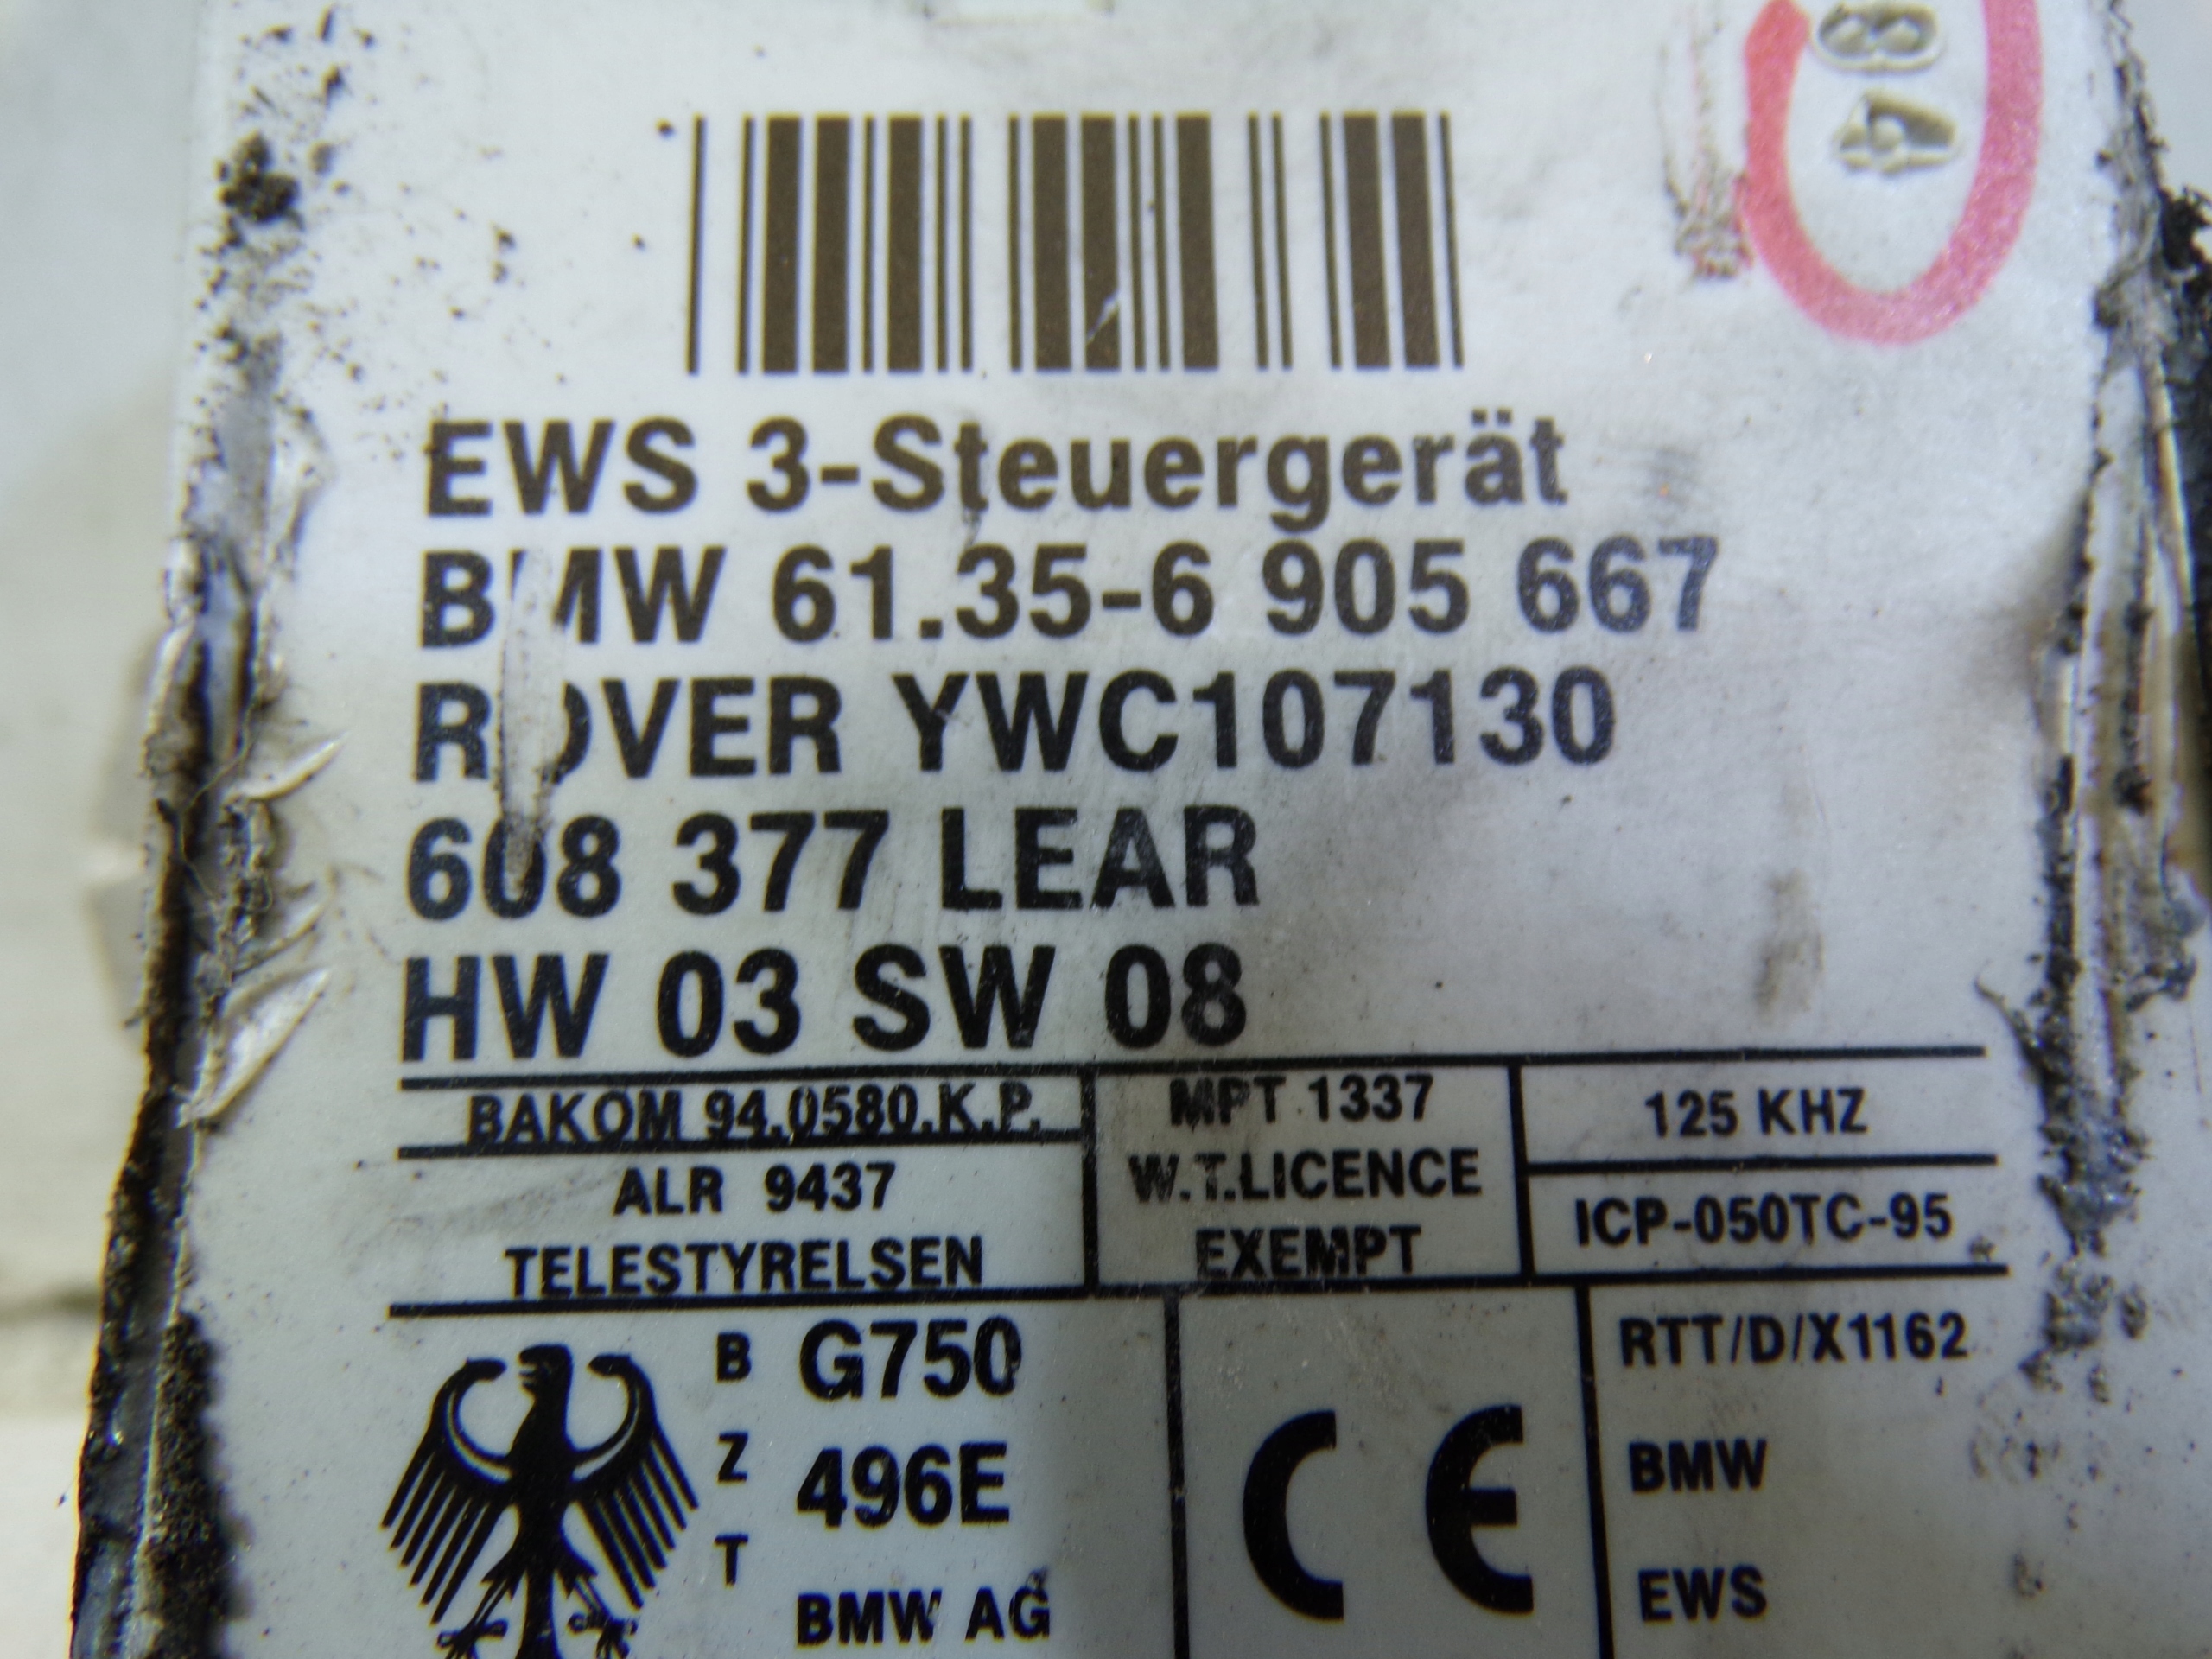 84
EWS 3-Steuergerät
BMW 61.35-6 905 667
ROVER YWC107130
608 377 LEAR
HW 03 SW 08
BAKOM 94.0580.K.P.
ALR 9437
TELESTYRELSEN
MPT 1337
W.T.LICENCE
EXEMPT
125 KHZ
ICP-050TC-95
BZT
G750
496E
BMW AG
CE
RTT/D/X1162
BMW
EWS